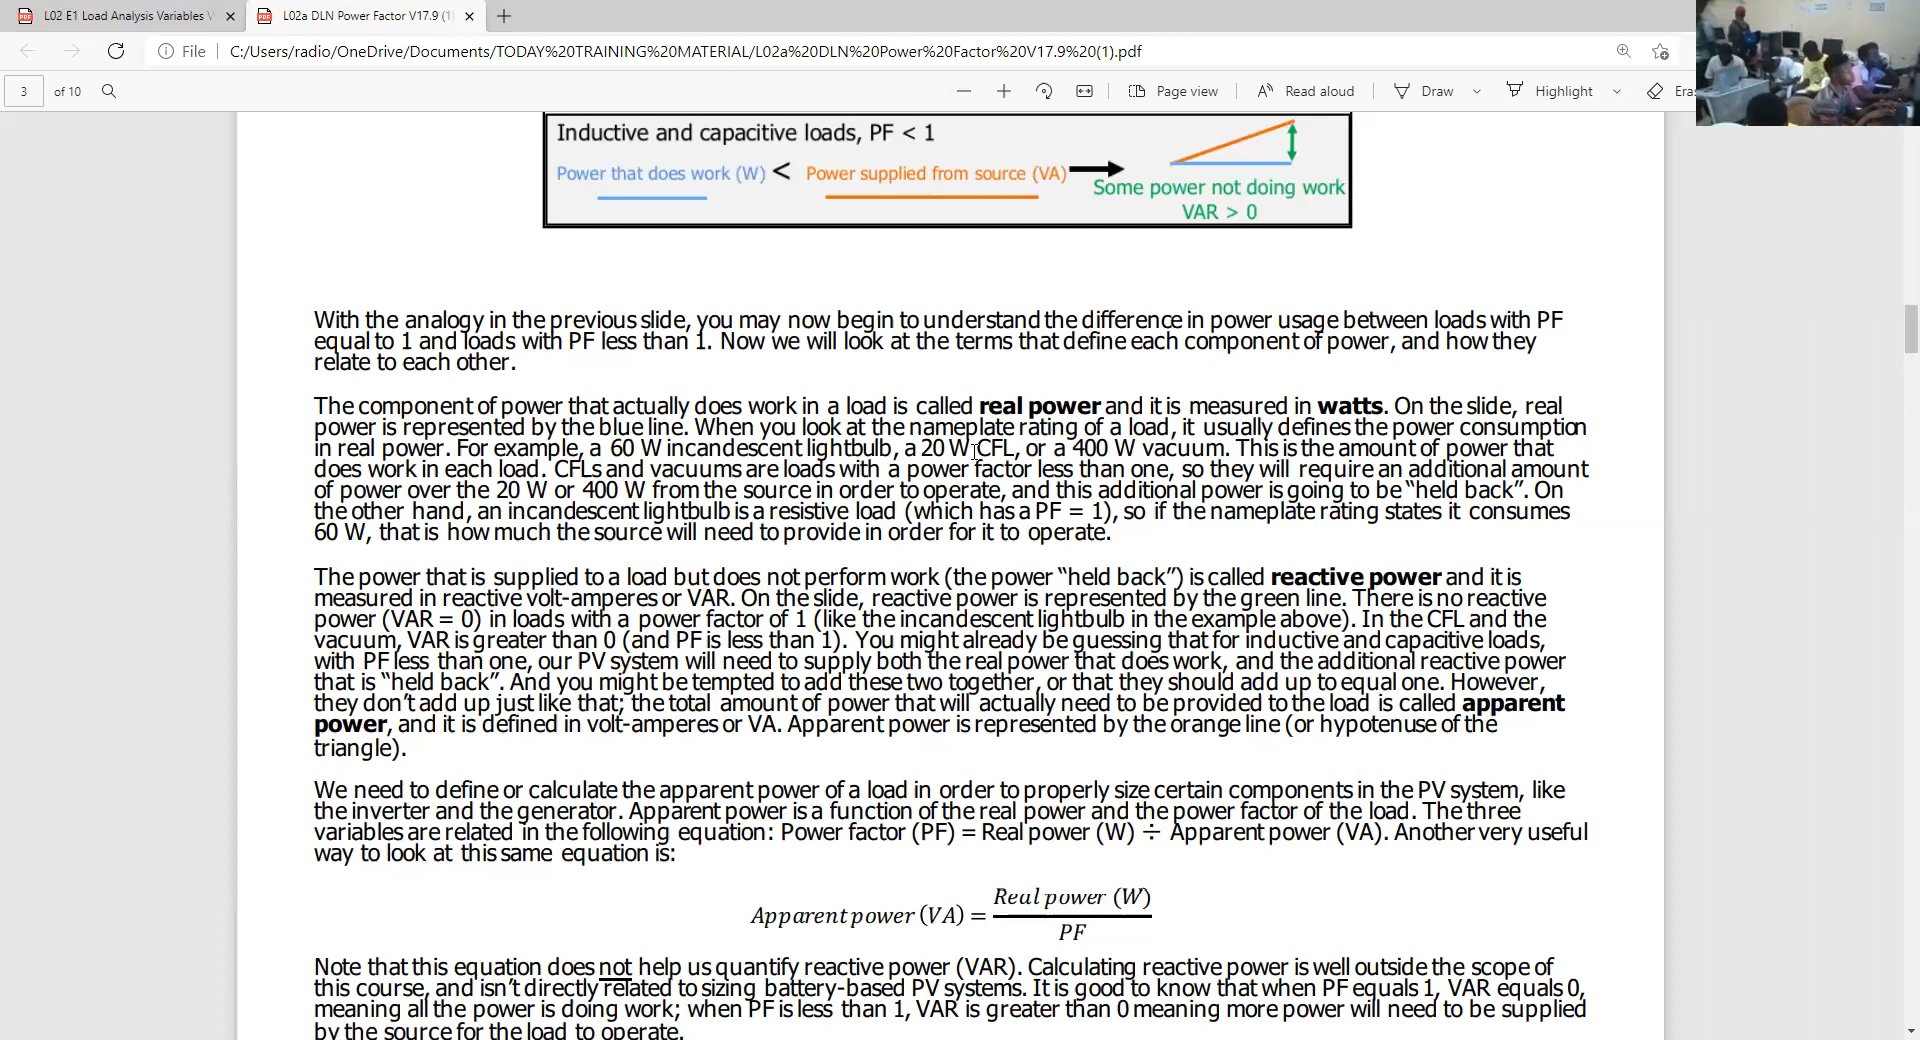 L02 E1 Load Analysis Variables V
L02a DLN Power Factor V17.9 (1)
File
C:/Users/radio/OneDrive/Documents/TODAY%20TRAINING%20MATERIAL/L02a%20DLN%20Power%20Factor%20V17.9%20(1).pdf
3 of 10
Page view
Read aloud
Draw
Highlight
Eras
Inductive and capacitive loads, PF < 1
Power that does work (W) < Power supplied from source (VA)
Some power not doing work
VAR > 0
With the analogy in the previous slide, you may now begin to understand the difference in power usage between loads with PF
equal to 1 and loads with PF less than 1. Now we will look at the terms that define each component of power, and how they
relate to each other.
The component of power that actually does work in a load is called real power and it is measured in watts. On the slide, real
power is represented by the blue line. When you look at the nameplate rating of a load, it usually defines the power consumption
in real power. For example, a 60 W incandescent lightbulb, a 20 W CFL, or a 400 W vacuum. This is the amount of power that
does work in each load. CFLs and vacuums are loads with a power factor less than one, so they will require an additional amount
of power over the 20 W or 400 W from the source in order to operate, and this additional power is going to be “held back”. On
the other hand, an incandescent lightbulb is a resistive load (which has a PF = 1), so if the nameplate rating states it consumes
60 W, that is how much the source will need to provide in order for it to operate.
The power that is supplied to a load but does not perform work (the power “held back”) is called reactive power and it is
measured in reactive volt-amperes or VAR. On the slide, reactive power is represented by the green line. There is no reactive
power (VAR = 0) in loads with a power factor of 1 (like the incandescent lightbulb in the example above). In the CFL and the
vacuum, VAR is greater than 0 (and PF is less than 1). You might already be guessing that for inductive and capacitive loads,
with PF less than one, our PV system will need to supply both the real power that does work, and the additional reactive power
that is “held back”. And you might be tempted to add these two together, or that they should add up to equal one. However,
they don’t add up just like that; the total amount of power that will actually need to be provided to the load is called apparent
power, and it is defined in volt-amperes or VA. Apparent power is represented by the orange line (or hypotenuse of the
triangle).
We need to define or calculate the apparent power of a load in order to properly size certain components in the PV system, like
the inverter and the generator. Apparent power is a function of the real power and the power factor of the load. The three
variables are related in the following equation: Power factor (PF) = Real power (W) ÷ Apparent power (VA). Another very useful
way to look at this same equation is:
Real power (W)
Apparent power (VA) =
PF
Note that this equation does not help us quantify reactive power (VAR). Calculating reactive power is well outside the scope of
this course, and isn’t directly related to sizing battery-based PV systems. It is good to know that when PF equals 1, VAR equals 0,
meaning all the power is doing work; when PF is less than 1, VAR is greater than 0 meaning more power will need to be supplied
by the source for the load to operate.